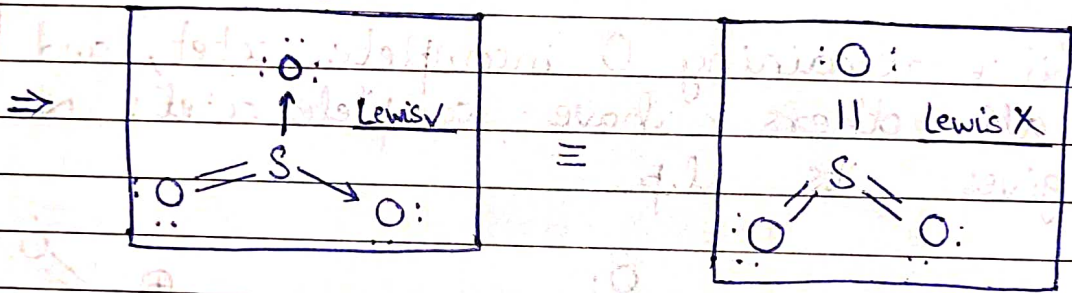 ⇒
:Ö:
↑
Lewis✓
≡
:O:
||
Lewis X
:O = S → O:
:O = S = O: